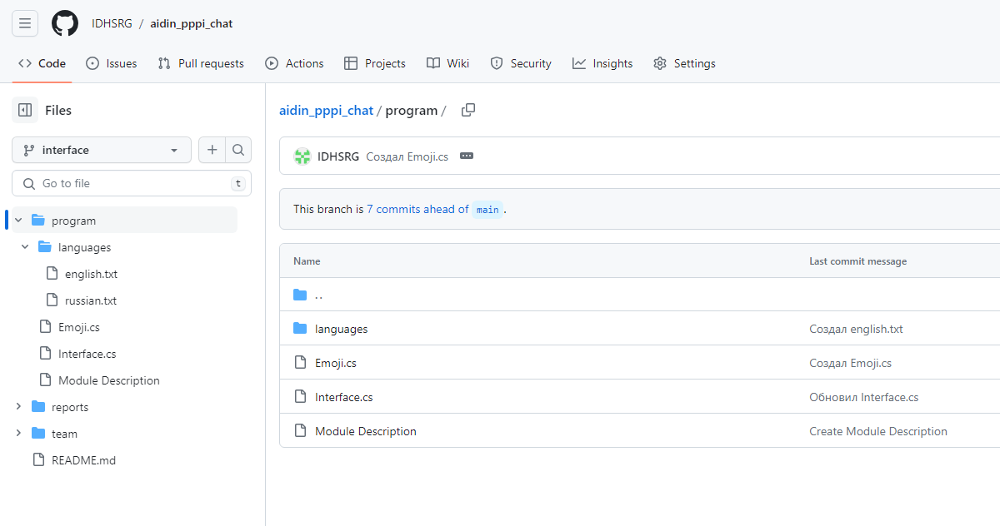 IDHSRG / aidin_pppi_chat
Code Issues Pull requests Actions Projects Wiki Security Insights Settings
Files
interface
Go to file t
program
languages
english.txt
russian.txt
Emoji.cs
Interface.cs
Module Description
reports
team
README.md
aidin_pppi_chat / program /
IDHSRG Создал Emoji.cs
This branch is 7 commits ahead of main .
Name Last commit message
..
languages Создал english.txt
Emoji.cs Создал Emoji.cs
Interface.cs Обновил Interface.cs
Module Description Create Module Description